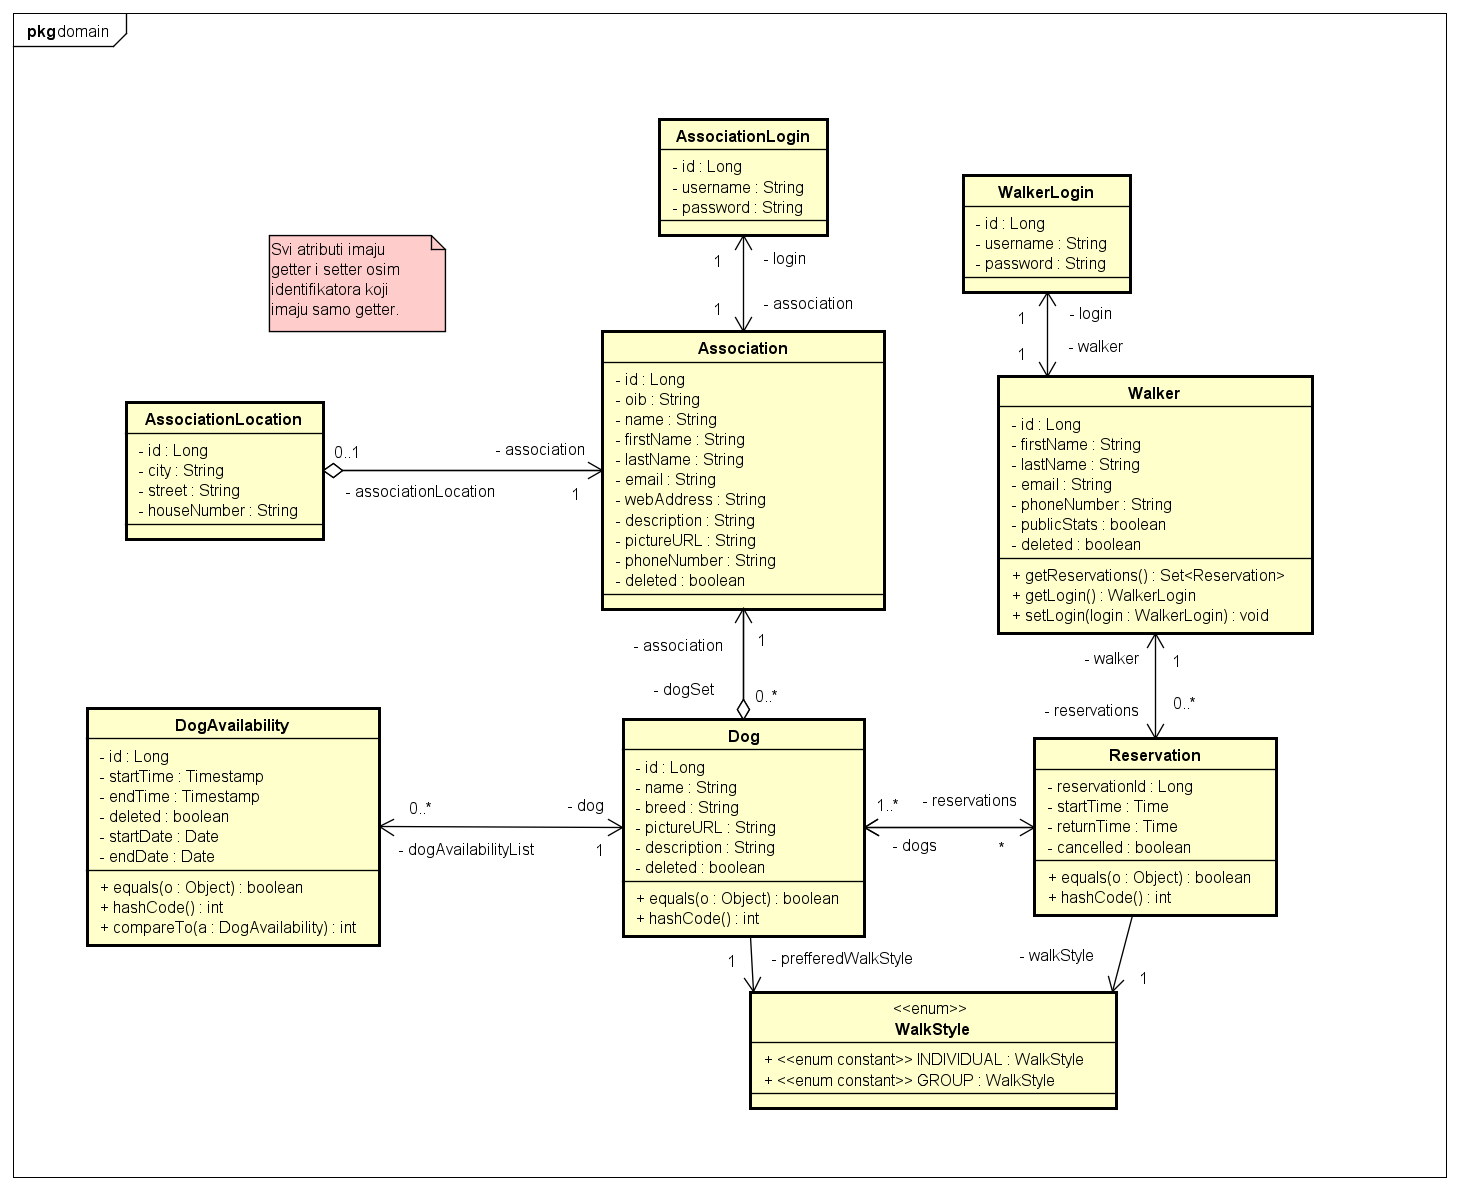 pkg domain
AssociationLogin
- id : Long
- username : String
- password : String
WalkerLogin
- id : Long
- username : String
- password : String
Svi atributi imaju
getter i setter osim
identifikatora koji
imaju samo getter.
1
- login
1
- association
1
- login
1
- walker
Association
- id : Long
- oib : String
- name : String
- firstName : String
- lastName : String
- email : String
- webAddress : String
- description : String
- pictureURL : String
- phoneNumber : String
- deleted : boolean
Walker
- id : Long
- firstName : String
- lastName : String
- email : String
- phoneNumber : String
- publicStats : boolean
- deleted : boolean
+ getReservations() : Set<Reservation>
+ getLogin() : WalkerLogin
+ setLogin(login : WalkerLogin) : void
AssociationLocation
- id : Long
- city : String
- street : String
- houseNumber : String
0..1
- association
- associationLocation
1
- association
1
- dogSet
0..*
- walker
1
- reservations
0..*
DogAvailability
- id : Long
- startTime : Timestamp
- endTime : Timestamp
- deleted : boolean
- startDate : Date
- endDate : Date
+ equals(o : Object) : boolean
+ hashCode() : int
+ compareTo(a : DogAvailability) : int
0..*
- dog
- dogAvailabilityList
1
Dog
- id : Long
- name : String
- breed : String
- pictureURL : String
- description : String
- deleted : boolean
+ equals(o : Object) : boolean
+ hashCode() : int
1..*
- reservations
- dogs
*
Reservation
- reservationId : Long
- startTime : Time
- returnTime : Time
- cancelled : boolean
+ equals(o : Object) : boolean
+ hashCode() : int
1
- prefferedWalkStyle
- walkStyle
1
<<enum>>
WalkStyle
+ <<enum constant>> INDIVIDUAL : WalkStyle
+ <<enum constant>> GROUP : WalkStyle